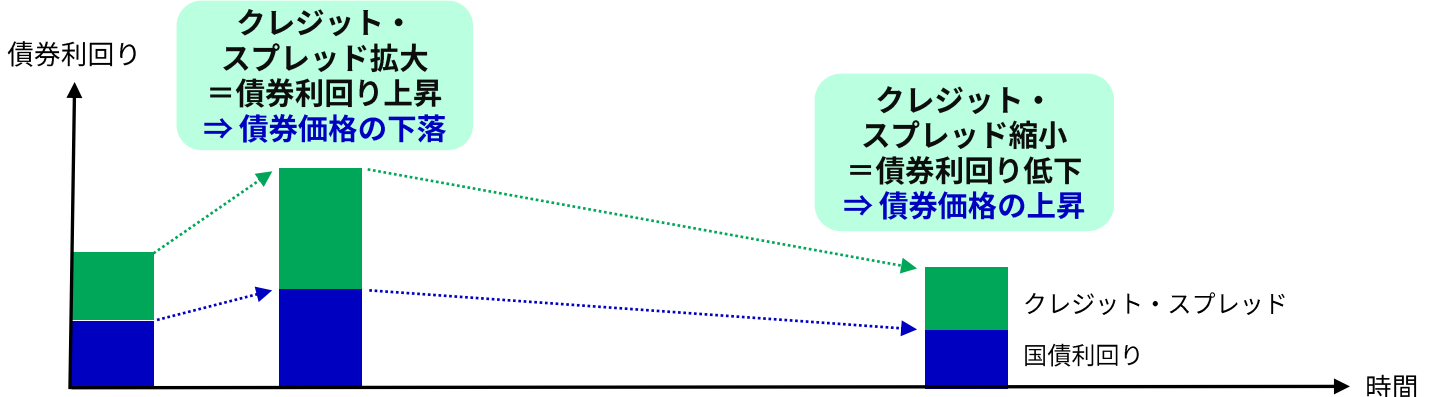 債券利回り
クレジット・
スプレッド拡大
＝債券利回り上昇
⇒ 債券価格の下落
クレジット・
スプレッド縮小
＝債券利回り低下
⇒ 債券価格の上昇
クレジット・スプレッド
国債利回り
時間